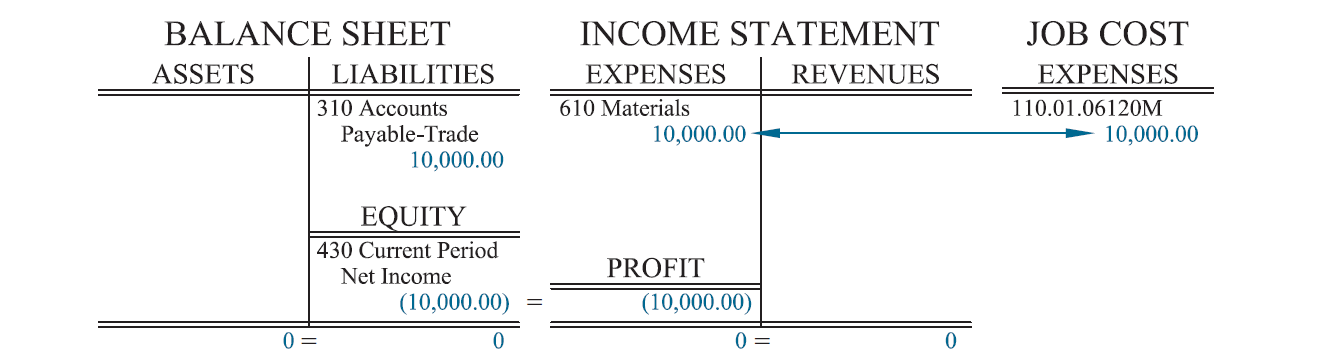 BALANCE SHEET INCOME STATEMENT JOB COST
ASSETS LIABILITIES EXPENSES REVENUES EXPENSES
310 Accounts 610 Materials 110.01.06120M
Payable-Trade 10,000.00 10,000.00
10,000.00
EQUITY
430 Current Period
Net Income PROFIT
(10,000.00) = (10,000.00)
0 = 0 0 = 0